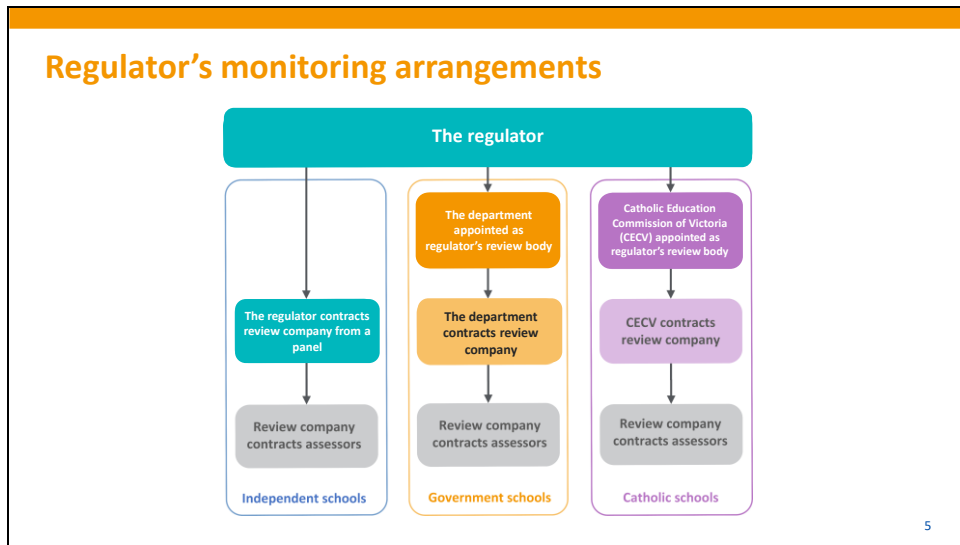 Regulator’s monitoring arrangements
The regulator
The department
appointed as
regulator’s review body
Catholic Education
Commission of Victoria
(CECV) appointed as
regulator’s review body
The regulator contracts
review company from a
panel
The department
contracts review
company
CECV contracts
review company
Review company
contracts assessors
Review company
contracts assessors
Review company
contracts assessors
Independent schools
Government schools
Catholic schools
5